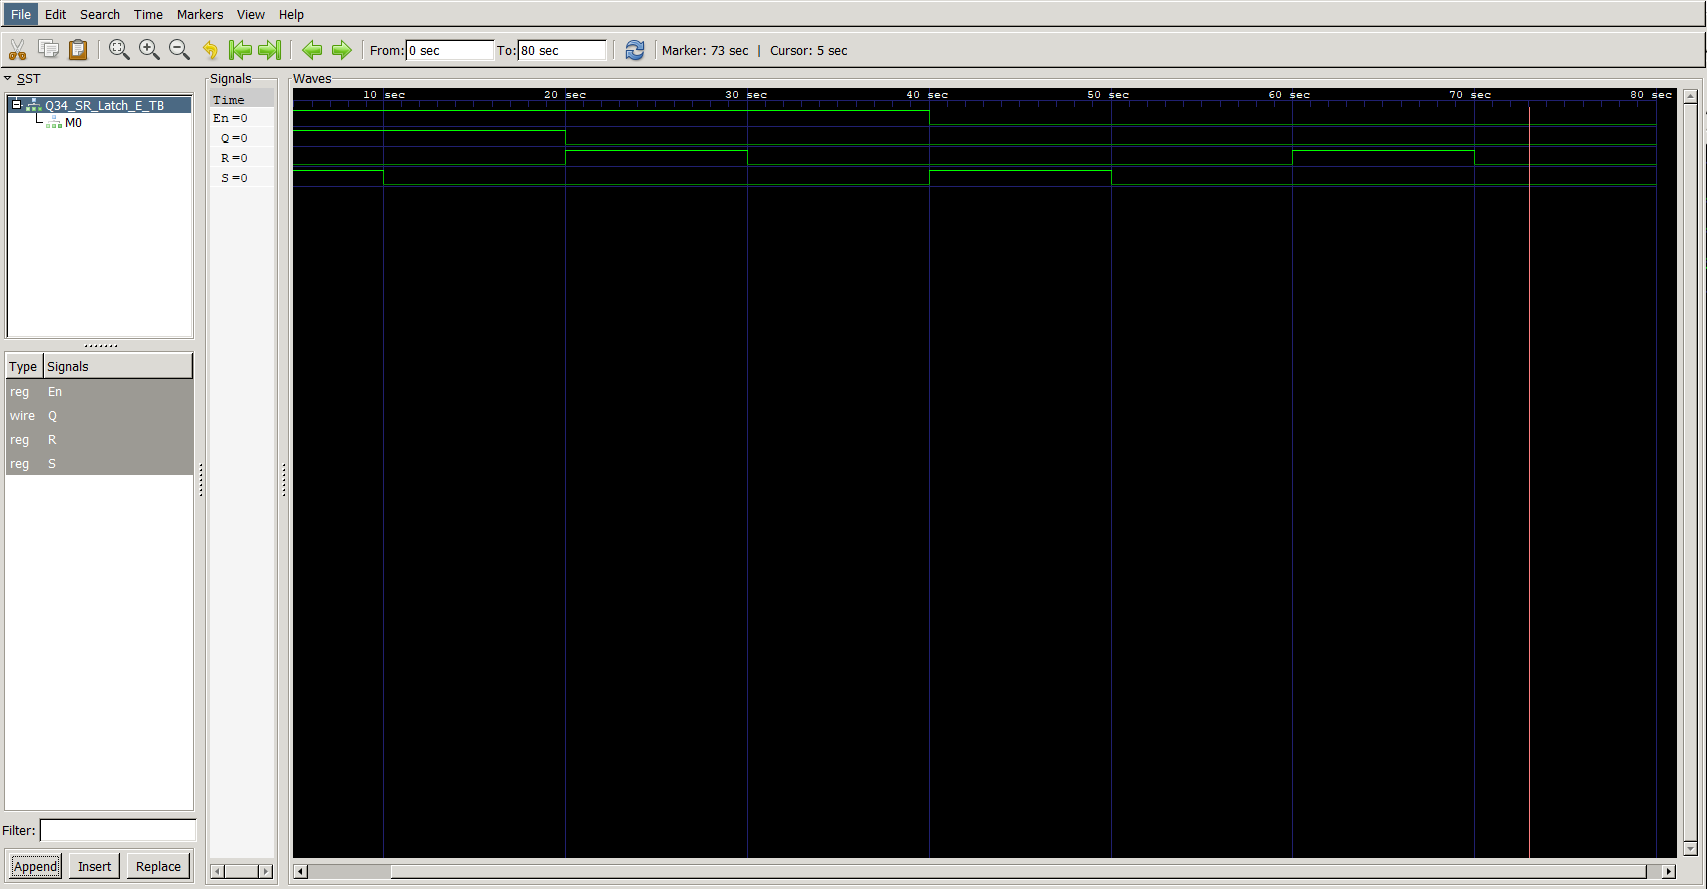 File Edit Search Time Markers View Help
From: 0 sec To: 80 sec Marker: 73 sec | Cursor: 5 sec
SST
Q34_SR_Latch_E_TB
M0
Type Signals
reg En
wire Q
reg R
reg S
Filter:
Append Insert Replace
Signals
Time
En=0
Q=0
R=0
S=0
Waves
10 sec 20 sec 30 sec 40 sec 50 sec 60 sec 70 sec 80 sec